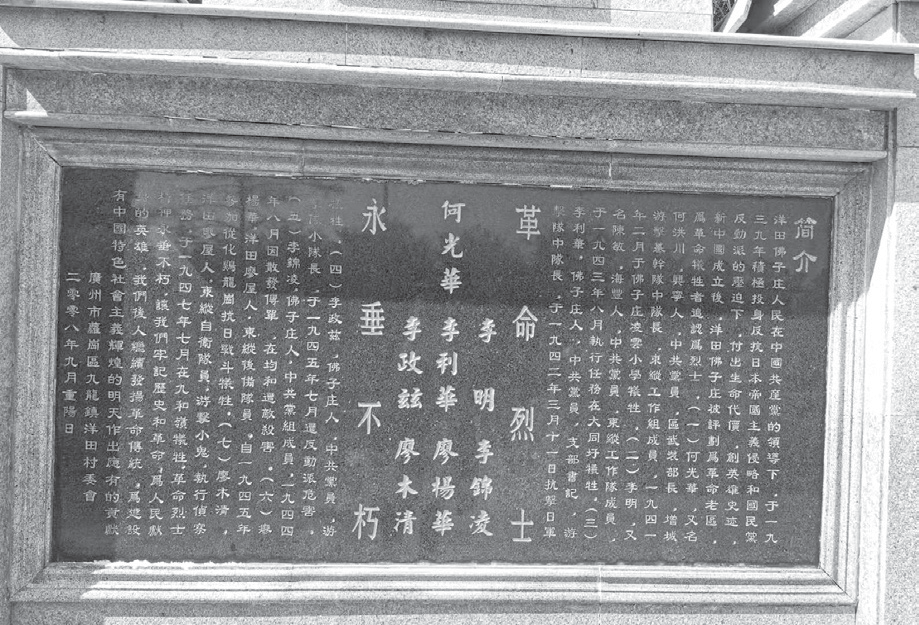 简介
洋田佛子庄人民在中國共産黨的領導下，于一九
三九年積極投身反抗日本帝國主義侵略和國民黨
反動派的壓迫下，付出生命代價，創英雄史迹，
新中國成立後，洋田佛子庄被評劃爲革命老區，
爲革命犧牲者追認爲烈士，(一)何光華，又名
何洪川，興寧人，中共黨員，區武裝部長，增城
游擊基幹隊中隊長，東縱工作組成員，一九四一
年二月于佛子庄凌雲小學犧牲，(二)李明，又
名陳敏，海豐人，中共黨員，東縱工作隊成員，
于一九四三年八月執行任務在大同圩犧牲，(三)
李利華，佛子庄人，中共黨員，支部書記，游
擊隊中隊長，于一九四二年三月十一日抗擊日軍
革命烈士
李明 李錦凌
何光華 李利華 廖楊華
李政兹 廖木清
永垂不朽
牲，(四)李政兹，佛子庄人，中共黨員，游
小隊長，于一九四五年七月遭反動派危害，
(五)李錦凌，佛子庄人，中共黨組成員，一九四四
年八月因散發傳單，在均和遭敵殺害，(六)廖
楊華，洋田廖屋人，東縱後備隊員，自一九四五年
參加從化鷄籠崗抗日戰斗犧牲，(七)廖木清，
洋田廖屋人，東縱自衛隊員，游擊小鬼，執行偵察
任務，于一九四七年七月在九和嶺犧牲，革命烈士
精神永垂不朽，讓我們牢記歷史和革命，爲人民獻
的英雄，我們後人繼續發揚革命傳統，爲建設
有中國特色社會主義輝煌的明天作出應有的貢獻
廣州市蘿崗區九龍鎮洋田村委會
二零零八年九月重陽日